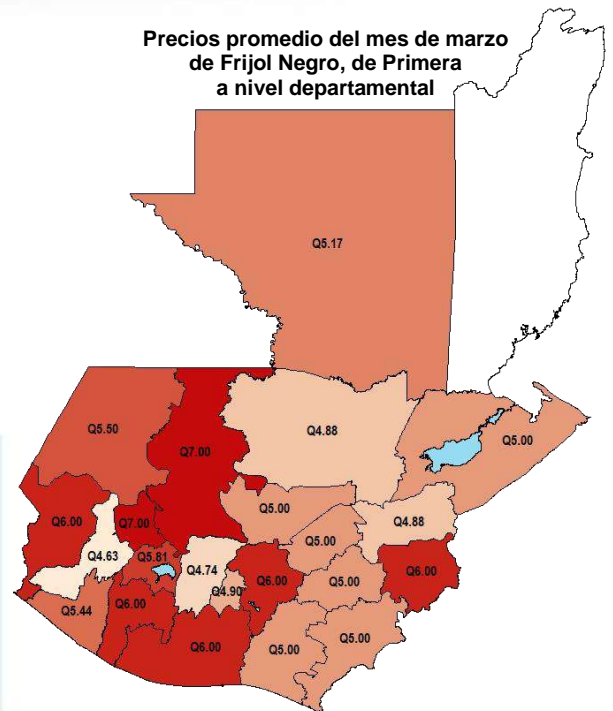 Precios promedio del mes de marzo
de Frijol Negro, de Primera
a nivel departamental
Q5.17
Q5.50
Q7.00
Q4.88
Q5.00
Q6.00
Q7.00
Q5.00
Q4.88
Q4.63
Q5.81
Q4.74
Q4.90
Q6.00
Q5.00
Q5.00
Q6.00
Q5.44
Q6.00
Q6.00
Q5.00
Q5.00